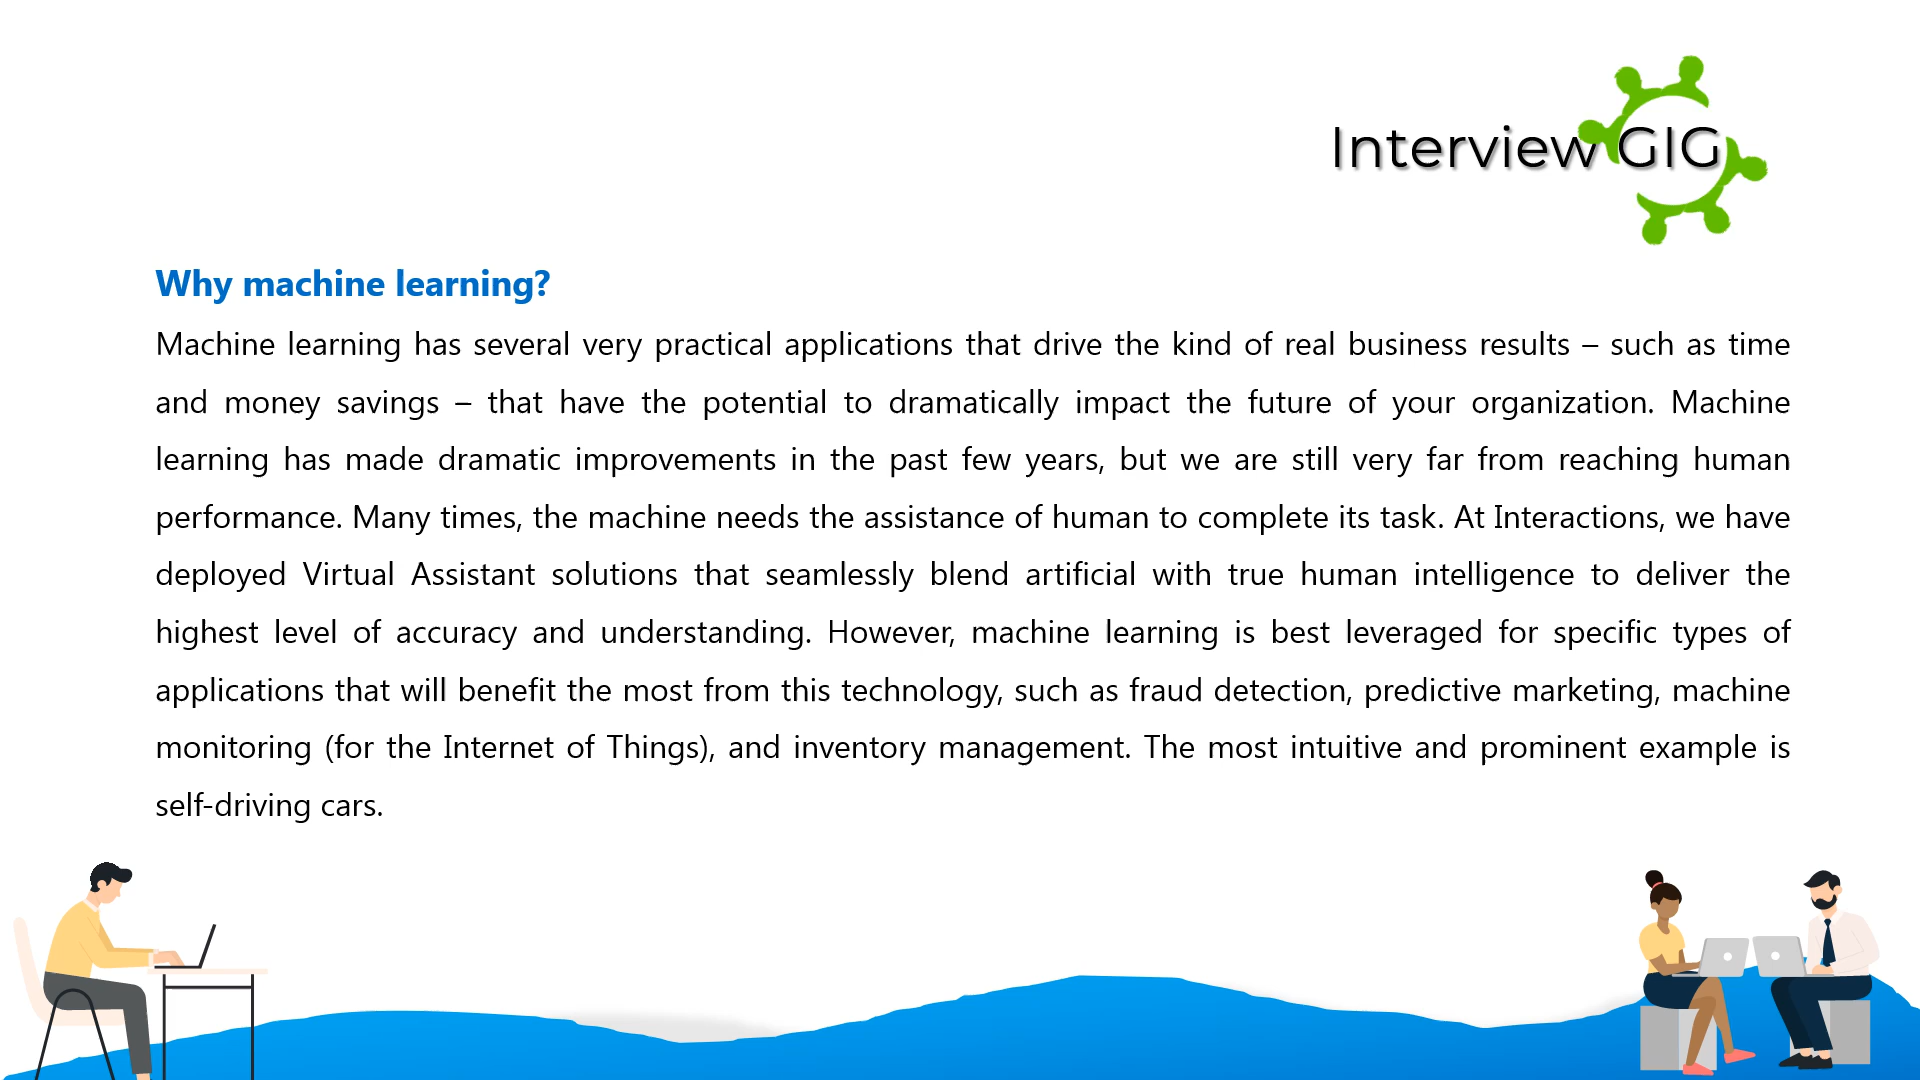 Interview GIG
Why machine learning?
Machine learning has several very practical applications that drive the kind of real business results – such as time
and money savings – that have the potential to dramatically impact the future of your organization. Machine
learning has made dramatic improvements in the past few years, but we are still very far from reaching human
performance. Many times, the machine needs the assistance of human to complete its task. At Interactions, we have
deployed Virtual Assistant solutions that seamlessly blend artificial with true human intelligence to deliver the
highest level of accuracy and understanding. However, machine learning is best leveraged for specific types of
applications that will benefit the most from this technology, such as fraud detection, predictive marketing, machine
monitoring (for the Internet of Things), and inventory management. The most intuitive and prominent example is
self-driving cars.